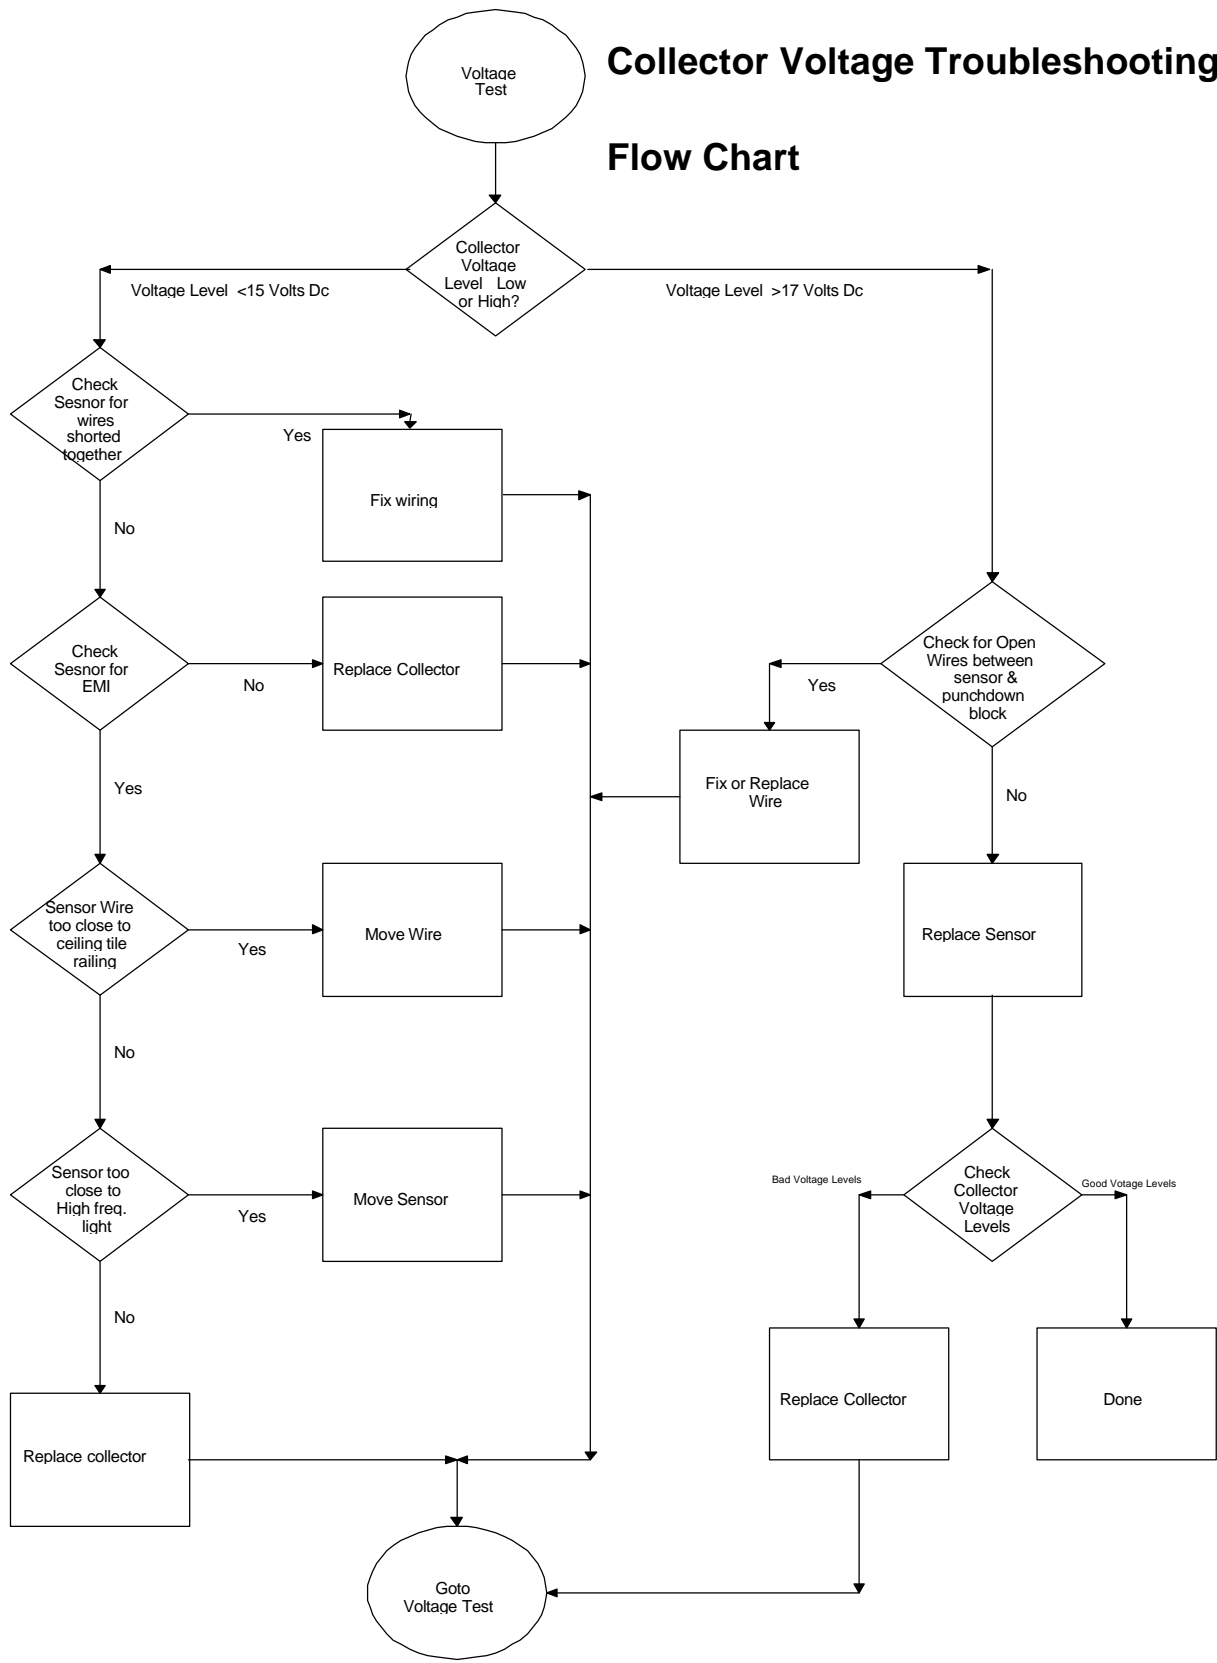 Collector Voltage Troubleshooting
Flow Chart
Voltage
Test
Collector
Voltage
Level Low
or High?
Voltage Level <15 Volts Dc
Voltage Level >17 Volts Dc
Check
Sesnor for
wires
shorted
together
Yes
Fix wiring
No
Check
Sesnor for
EMI
No
Replace Collector
Check for Open
Wires between
sensor &
punchdown
block
Yes
Fix or Replace
Wire
No
Yes
Sensor Wire
too close to
ceiling tile
railing
Yes
Move Wire
Replace Sensor
No
Sensor too
close to
High freq.
light
Yes
Move Sensor
Bad Voltage Levels
Check
Collector
Voltage
Levels
Good Votage Levels
No
Replace Collector
Done
Replace collector
Goto
Voltage Test